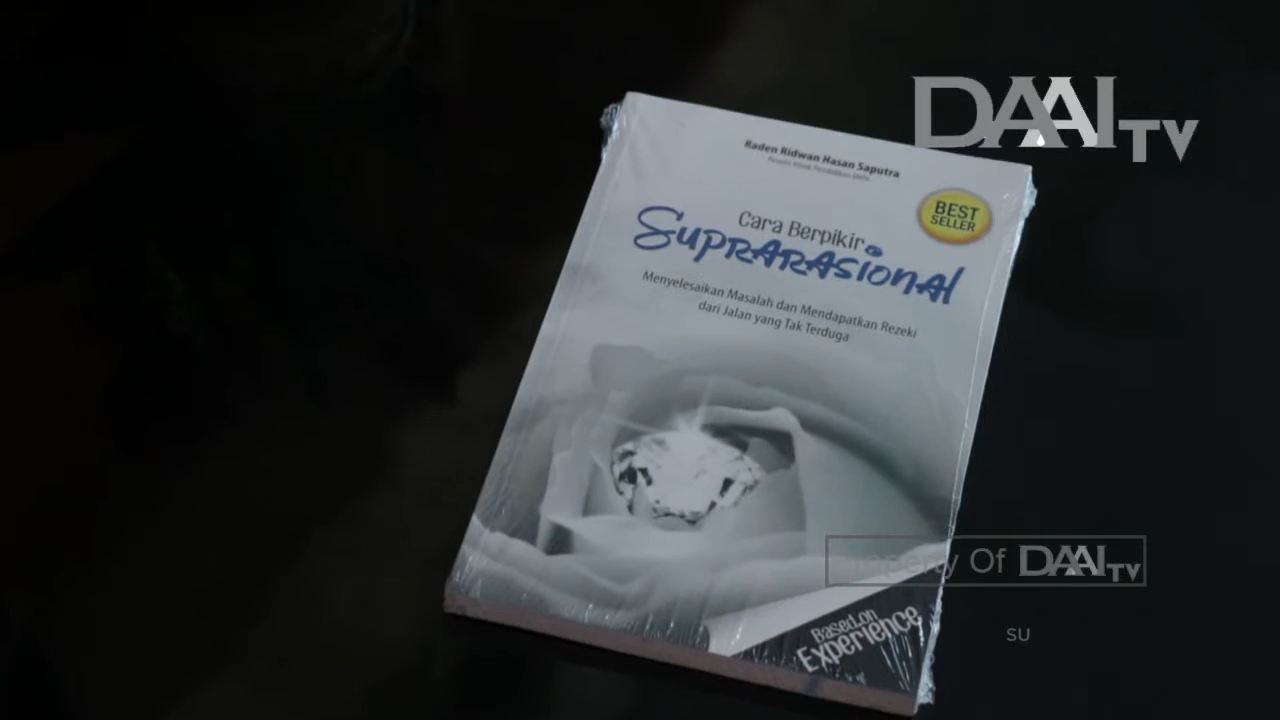 DAAI TV
Raden Ridwan Hasan Saputra
BEST
SELLER
Cara Berpikir
SUPRARASIONAL
Menyelesaikan Masalah dan Mendapatkan Rezeki
dari Jalan yang Tak Terduga
Property Of DAAI TV
Based on
Experience
SU